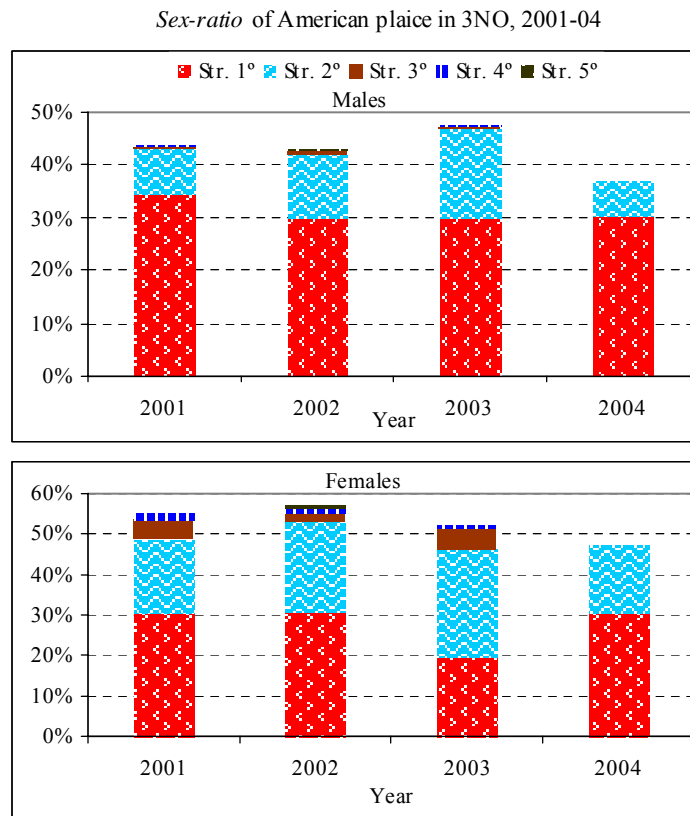 Sex-ratio of American plaice in 3NO, 2001-04
Str. 1º Str. 2º Str. 3º Str. 4º Str. 5º
Males
50%
40%
30%
20%
10%
0%
2001 2002 2003 2004
Year
Females
60%
50%
40%
30%
20%
10%
0%
2001 2002 2003 2004
Year